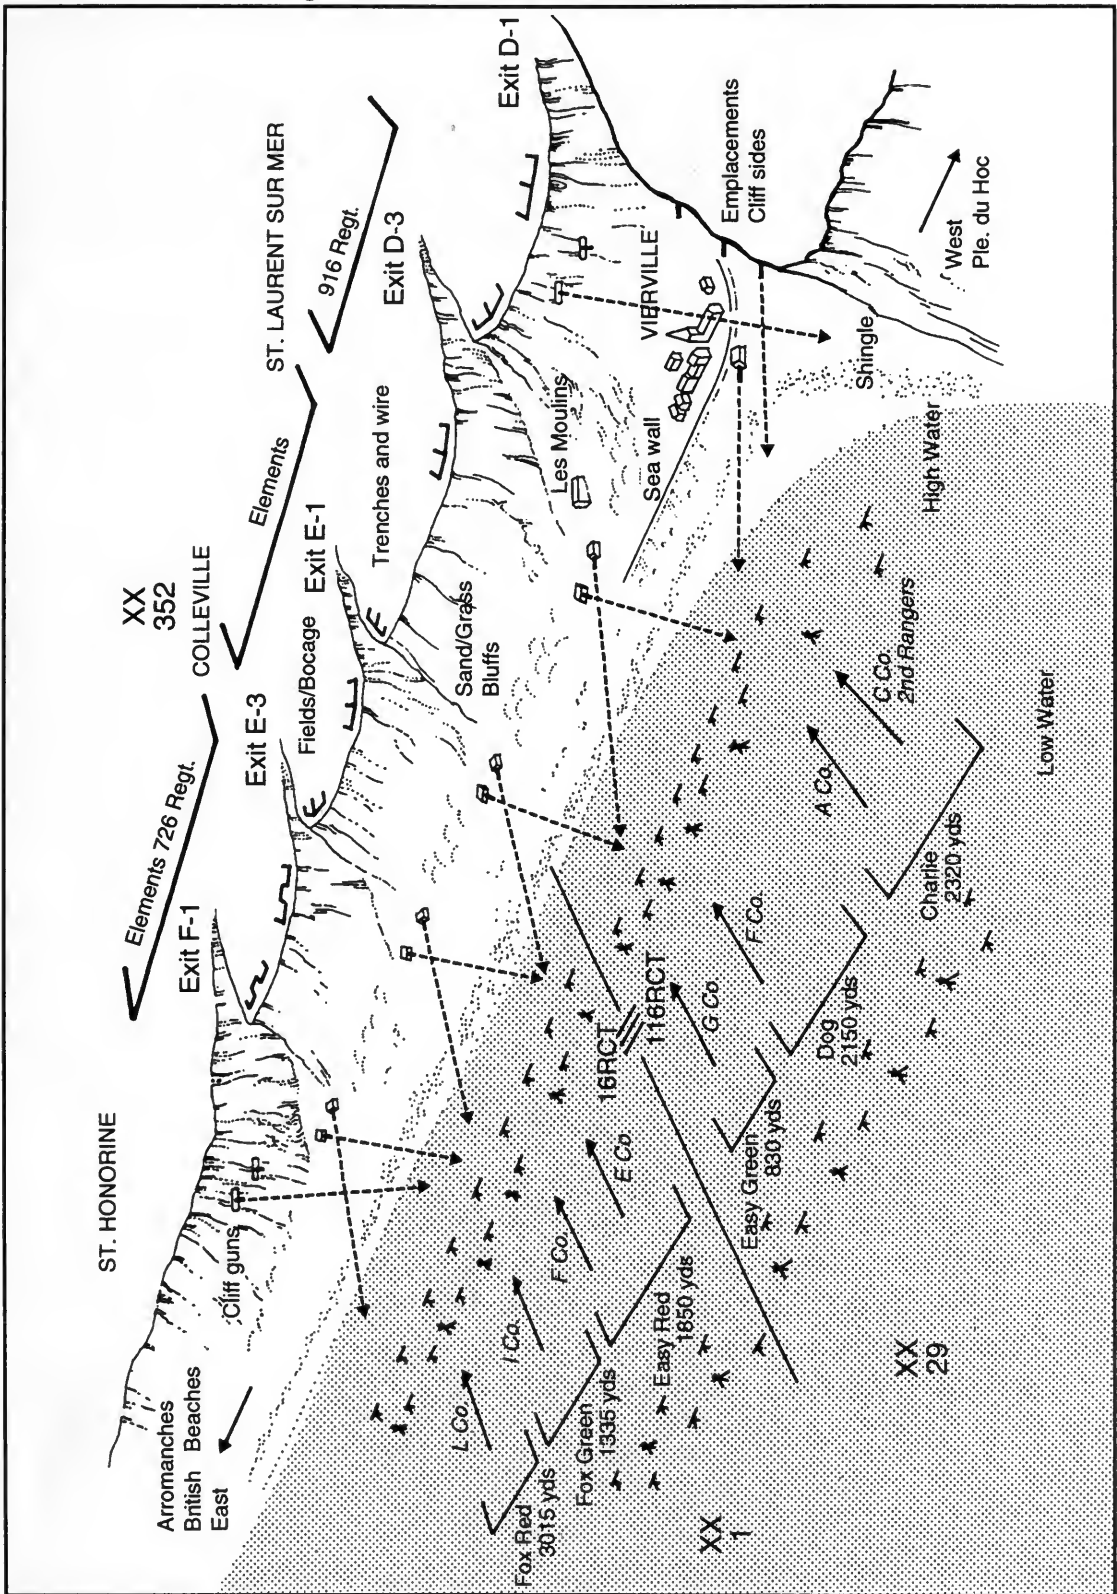 ST. HONORINE
Arromanches
British Beaches
East
Cliff guns
Elements 726 Regt.
Exit F-1
XX
352
COLLEVILLE
Exit E-3
Fields/Bocage
Elements
Exit E-1
Trenches and wire
ST. LAURENT SUR MER
916 Regt.
Exit D-3
Exit D-1
Sand/Grass
Bluffs
Les Moulins
Sea wall
VIERVILLE
Emplacements
Cliff sides
West
Pte. du Hoc
Shingle
High Water
Low Water
L Co.
I Co.
F Co.
E Co.
16RCT
116RCT
G Co
F Co.
A Co.
C Co
2nd Rangers
Fox Red
3015 yds
Fox Green
1335 yds
Easy Red
1850 yds
Easy Green
830 yds
Dog
2150 yds
Charlie
2320 yds
XX
1
XX
29